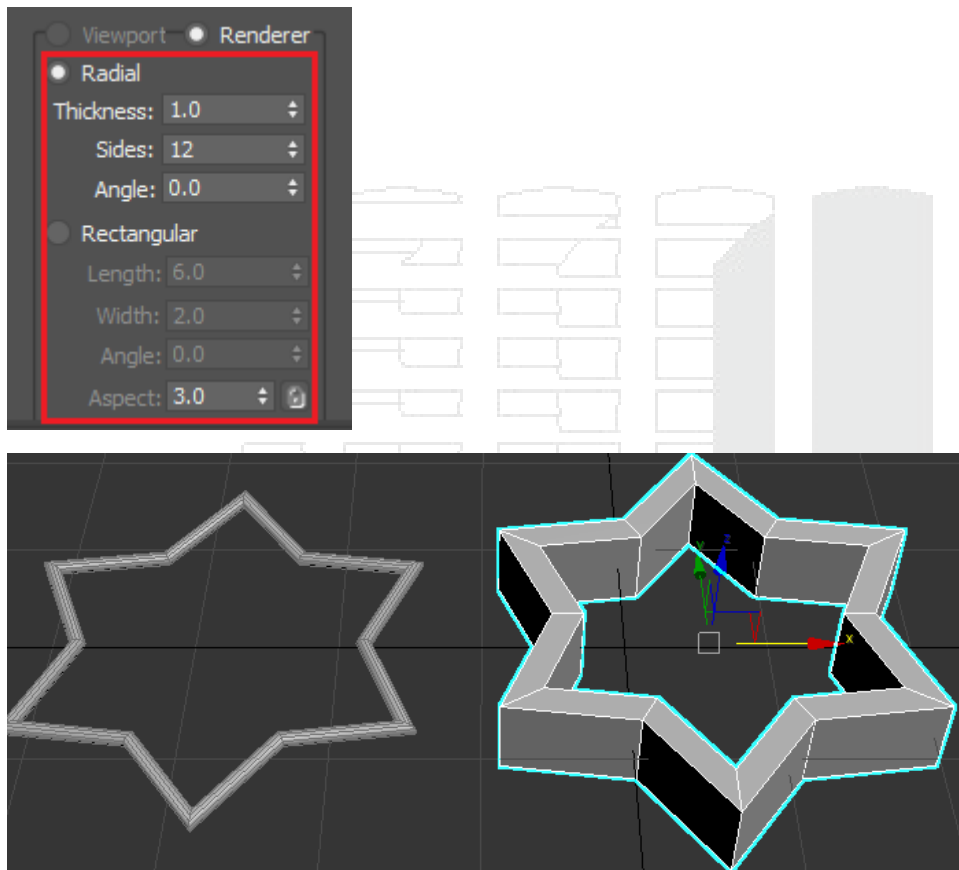 Viewport Renderer
Radial
Thickness: 1.0
Sides: 12
Angle: 0.0
Rectangular
Length: 6.0
Width: 2.0
Angle: 0.0
Aspect: 3.0
Y Z
x